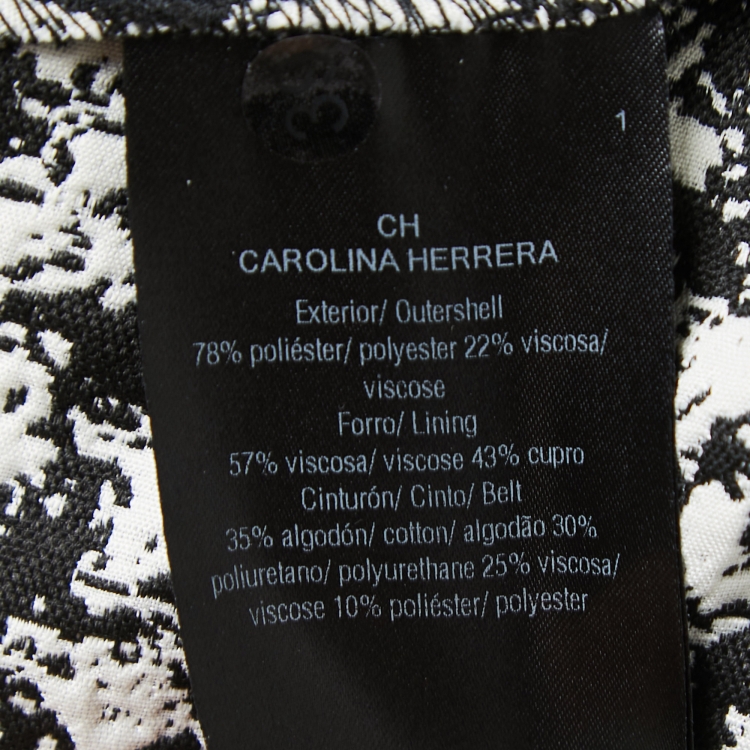 1
CH
CAROLINA HERRERA
Exterior/ Outershell
78% poliéster/ polyester 22% viscosa/
viscose
Forro/ Lining
57% viscosa/ viscose 43% cupro
Cinturón/ Cinto/ Belt
35% algodón/ cotton/ algodão 30%
poliuretano/ polyurethane 25% viscosa/
viscose 10% poliéster/ polyester